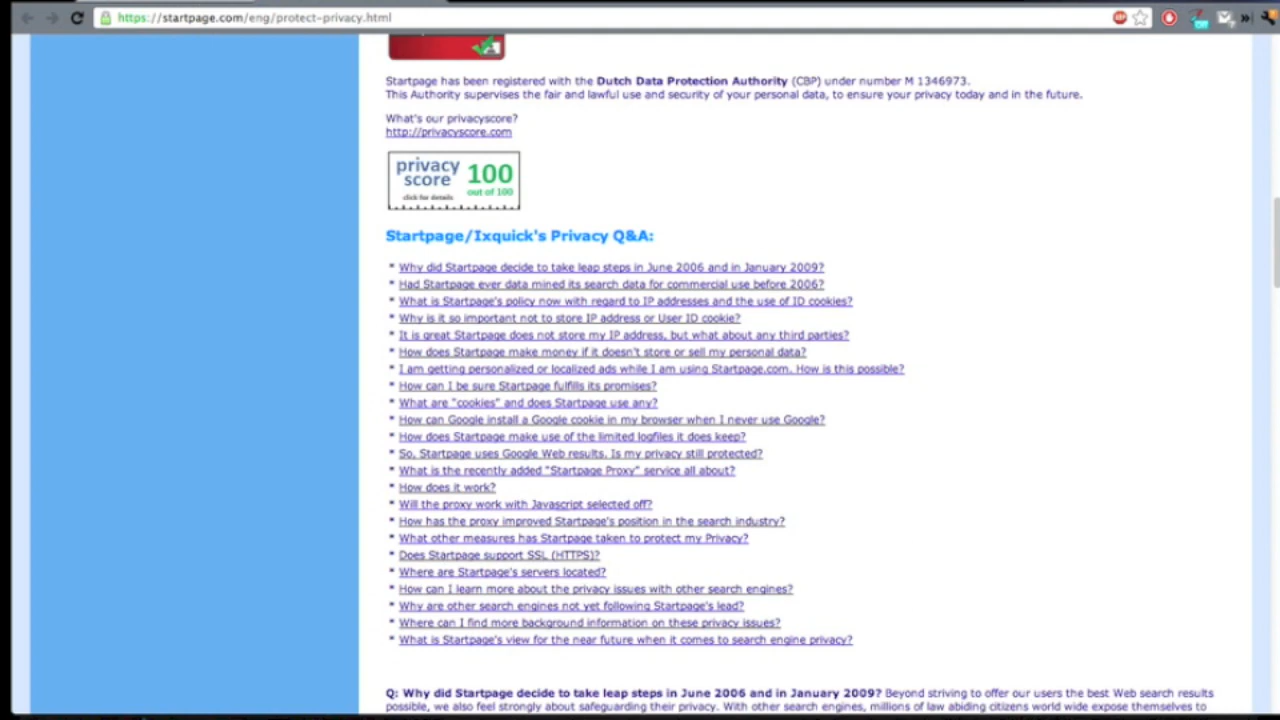 https://startpage.com/eng/protect-privacy.html
Startpage has been registered with the Dutch Data Protection Authority (CBP) under number M 1346973.
This Authority supervises the fair and lawful use and security of your personal data, to ensure your privacy today and in the future.
What's our privacyscore?
http://privacyscore.com
privacy
score
100
out of 100
click for details
Startpage/Ixquick's Privacy Q&A:
* Why did Startpage decide to take leap steps in June 2006 and in January 2009?
* Had Startpage ever data mined its search data for commercial use before 2006?
* What is Startpage's policy now with regard to IP addresses and the use of ID cookies?
* Why is it so important not to store IP address or User ID cookie?
* It is great Startpage does not store my IP address, but what about any third parties?
* How does Startpage make money if it doesn't store or sell my personal data?
* I am getting personalized or localized ads while I am using Startpage.com. How is this possible?
* How can I be sure Startpage fulfills its promises?
* What are "cookies" and does Startpage use any?
* How can Google install a Google cookie in my browser when I never use Google?
* How does Startpage make use of the limited logfiles it does keep?
* So, Startpage uses Google Web results. Is my privacy still protected?
* What is the recently added "Startpage Proxy" service all about?
* How does it work?
* Will the proxy work with Javascript selected off?
* How has the proxy improved Startpage's position in the search industry?
* What other measures has Startpage taken to protect my Privacy?
* Does Startpage support SSL (HTTPS)?
* Where are Startpage's servers located?
* How can I learn more about the privacy issues with other search engines?
* Why are other search engines not yet following Startpage's lead?
* Where can I find more background information on these privacy issues?
* What is Startpage's view for the near future when it comes to search engine privacy?
Q: Why did Startpage decide to take leap steps in June 2006 and in January 2009? Beyond striving to offer our users the best Web search results
possible, we also feel strongly about safeguarding their privacy. With other search engines, millions of law abiding citizens world wide expose themselves to